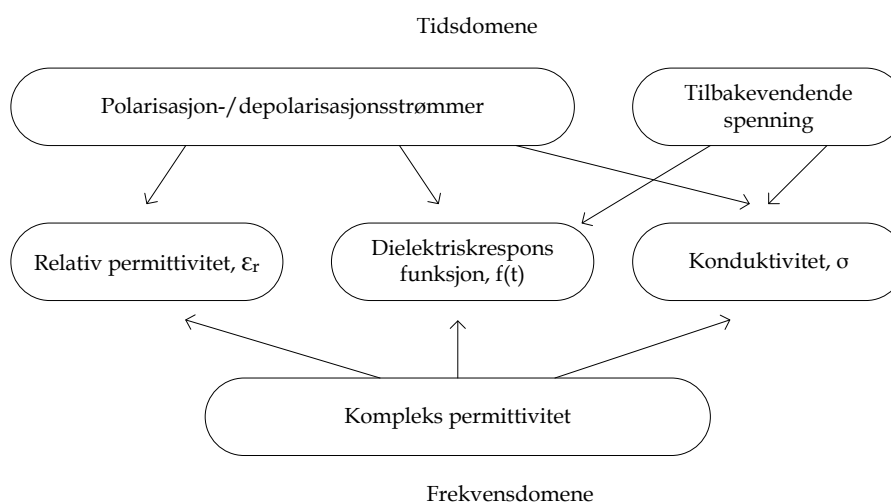 Tidsdomene
Polarisasjon-/depolarisasjonsstrømmer
Tilbakevendende
spenning
Relativ permittivitet, εr
Dielektriskrespons
funksjon, f(t)
Konduktivitet, σ
Kompleks permittivitet
Frekvensdomene